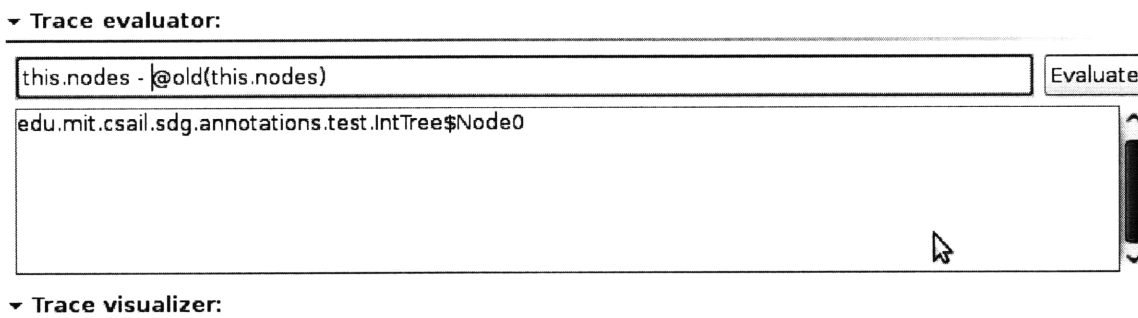 Trace evaluator:
this.nodes - @old(this.nodes)
Evaluate
edu.mit.csail.sdg.annotations.test.IntTree$Node0
Trace visualizer: